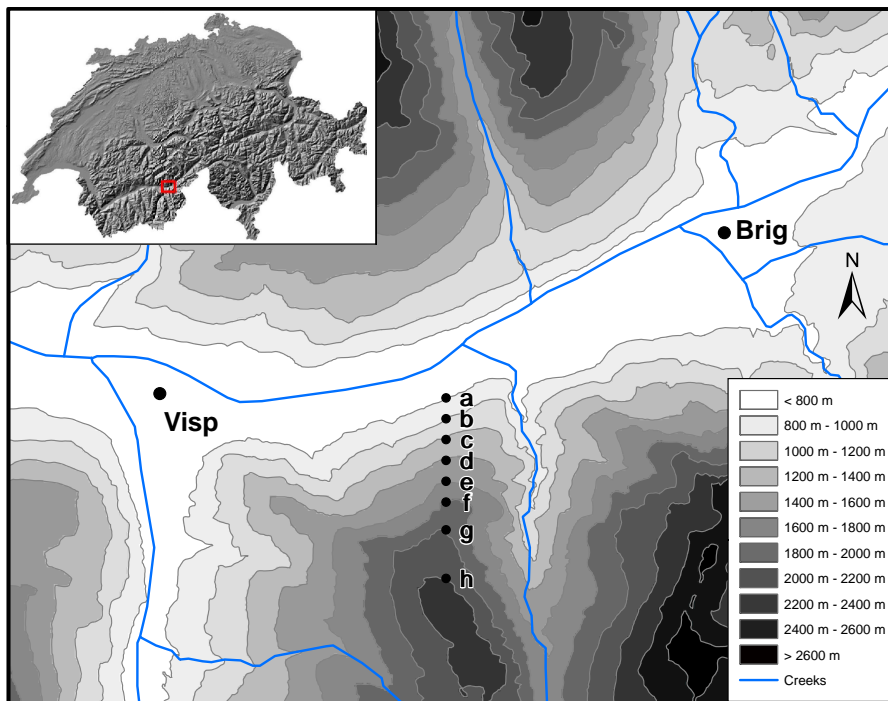 Brig
N
Visp
a
b
c
d
e
f
g
h
< 800 m
800 m - 1000 m
1000 m - 1200 m
1200 m - 1400 m
1400 m - 1600 m
1600 m - 1800 m
1800 m - 2000 m
2000 m - 2200 m
2200 m - 2400 m
2400 m - 2600 m
> 2600 m
Creeks